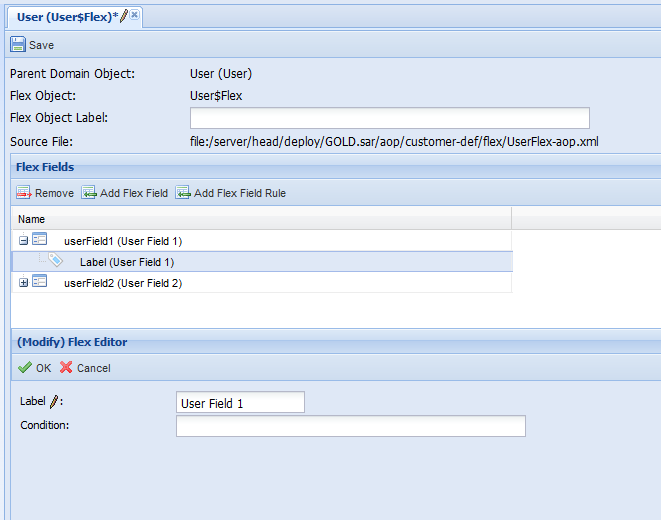 User (User$Flex)*
Save
Parent Domain Object: User (User)
Flex Object: User$Flex
Flex Object Label:
Source File: file:/server/head/deploy/GOLD.sar/aop/customer-def/flex/UserFlex-aop.xml
Flex Fields
Remove Add Flex Field Add Flex Field Rule
Name
userField1 (User Field 1)
Label (User Field 1)
userField2 (User Field 2)
(Modify) Flex Editor
OK Cancel
Label : User Field 1
Condition: